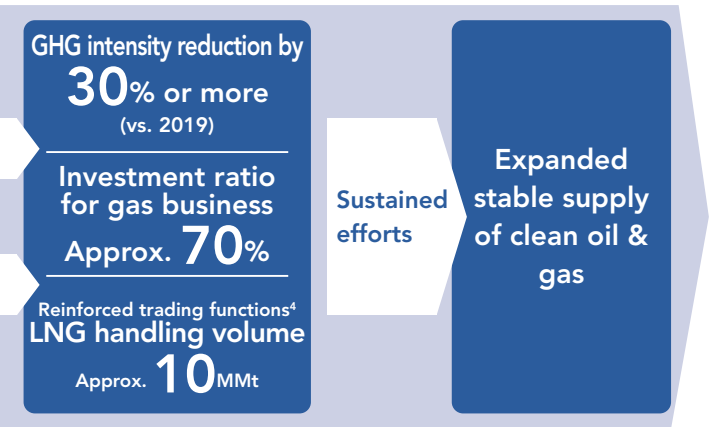 GHG intensity reduction by
30% or more
(vs. 2019)
Investment ratio
for gas business
Approx. 70%
Reinforced trading functions⁴
LNG handling volume
Approx. 10MMt
Sustained
efforts
Expanded
stable supply
of clean oil &
gas